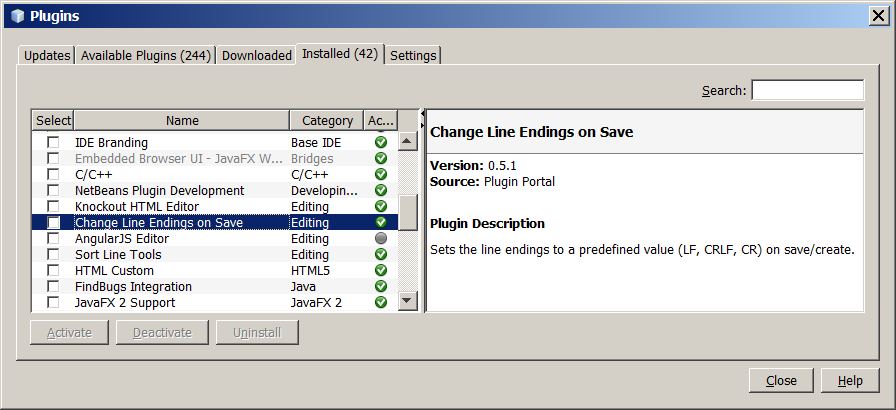 Plugins
Updates Available Plugins (244) Downloaded Installed (42) Settings
Search:
Select Name Category Ac...
IDE Branding Base IDE
Embedded Browser UI - JavaFX W... Bridges
C/C++ C/C++
NetBeans Plugin Development Developin...
Knockout HTML Editor Editing
Change Line Endings on Save Editing
AngularJS Editor Editing
Sort Line Tools Editing
HTML Custom HTML5
FindBugs Integration Java
JavaFX 2 Support JavaFX 2
Change Line Endings on Save
Version: 0.5.1
Source: Plugin Portal
Plugin Description
Sets the line endings to a predefined value (LF, CRLF, CR) on save/create.
Activate Deactivate Uninstall
Close Help